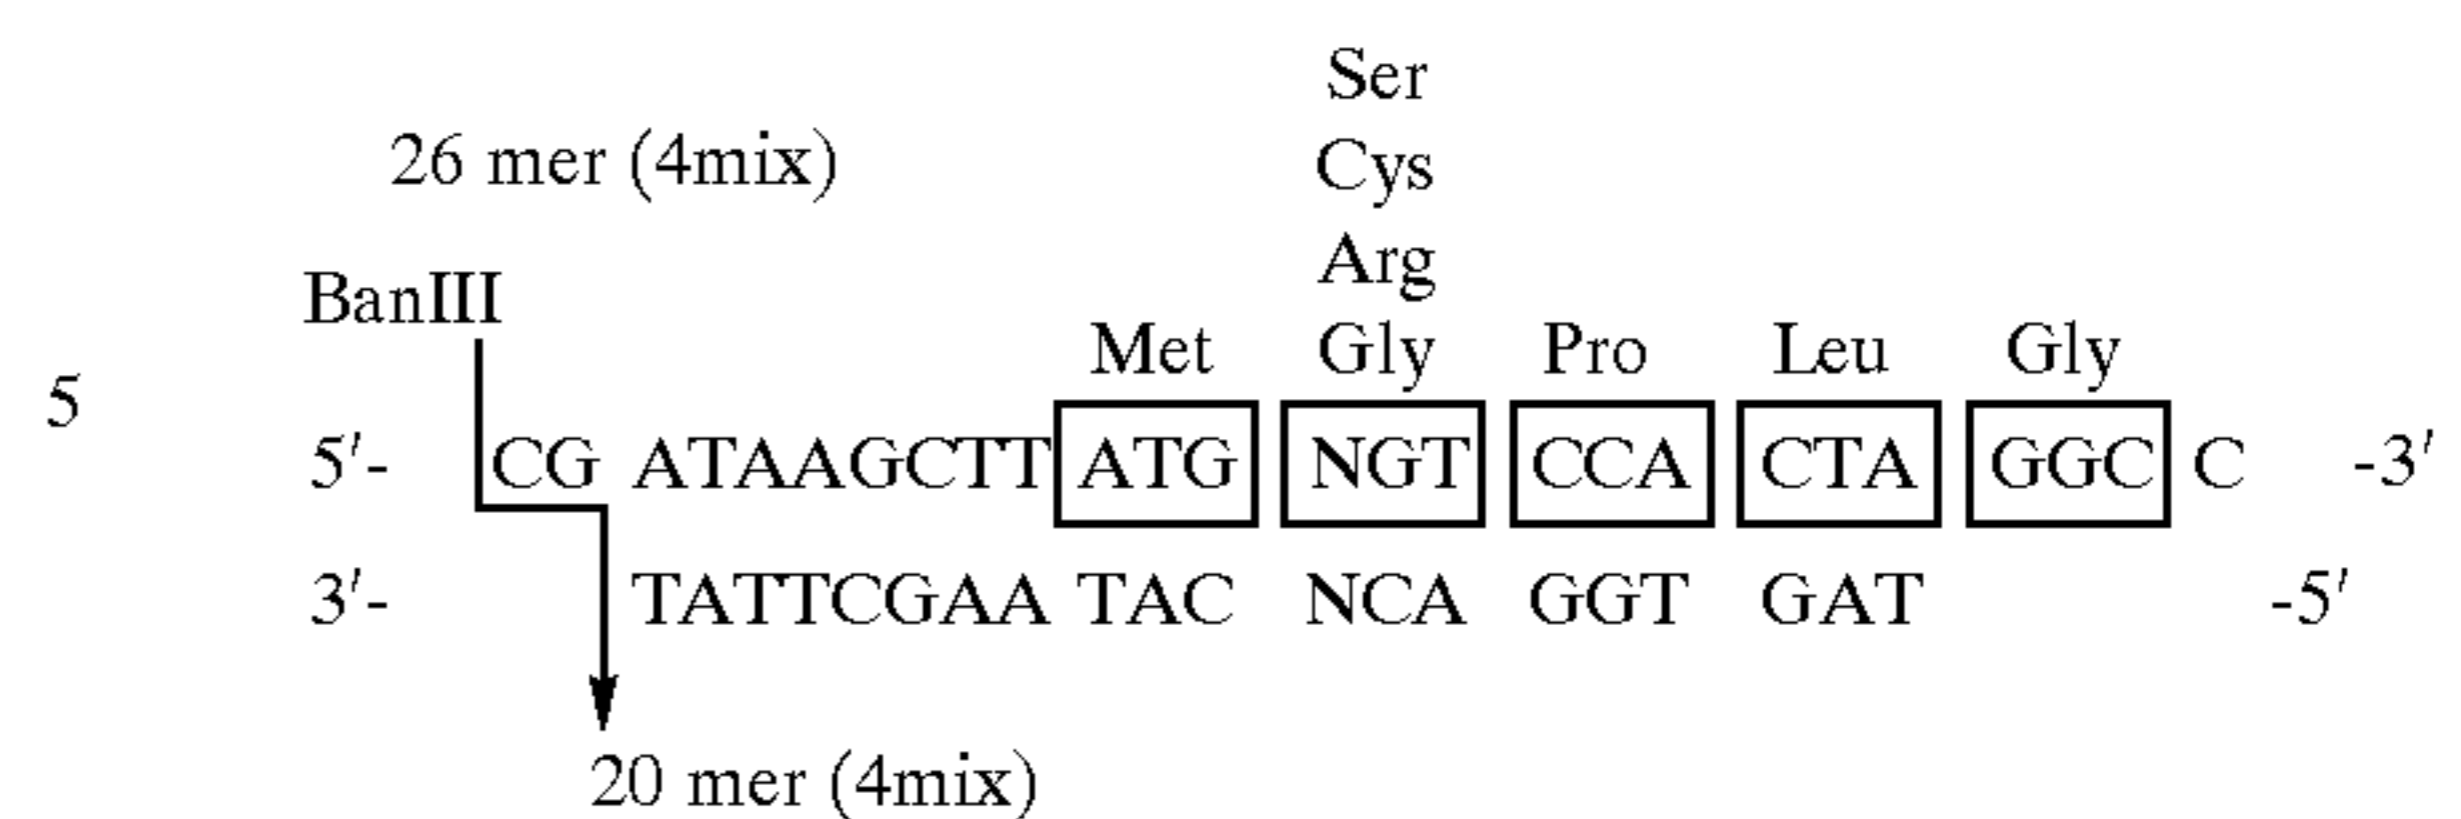 Ser
26 mer (4mix)
Cys
Arg
BanIII
Met Gly Pro Leu Gly
5
5′- CG ATAAGCTT ATG NGT CCA CTA GGC C -3′
3′- TATTCGAA TAC NCA GGT GAT -5′
20 mer (4mix)